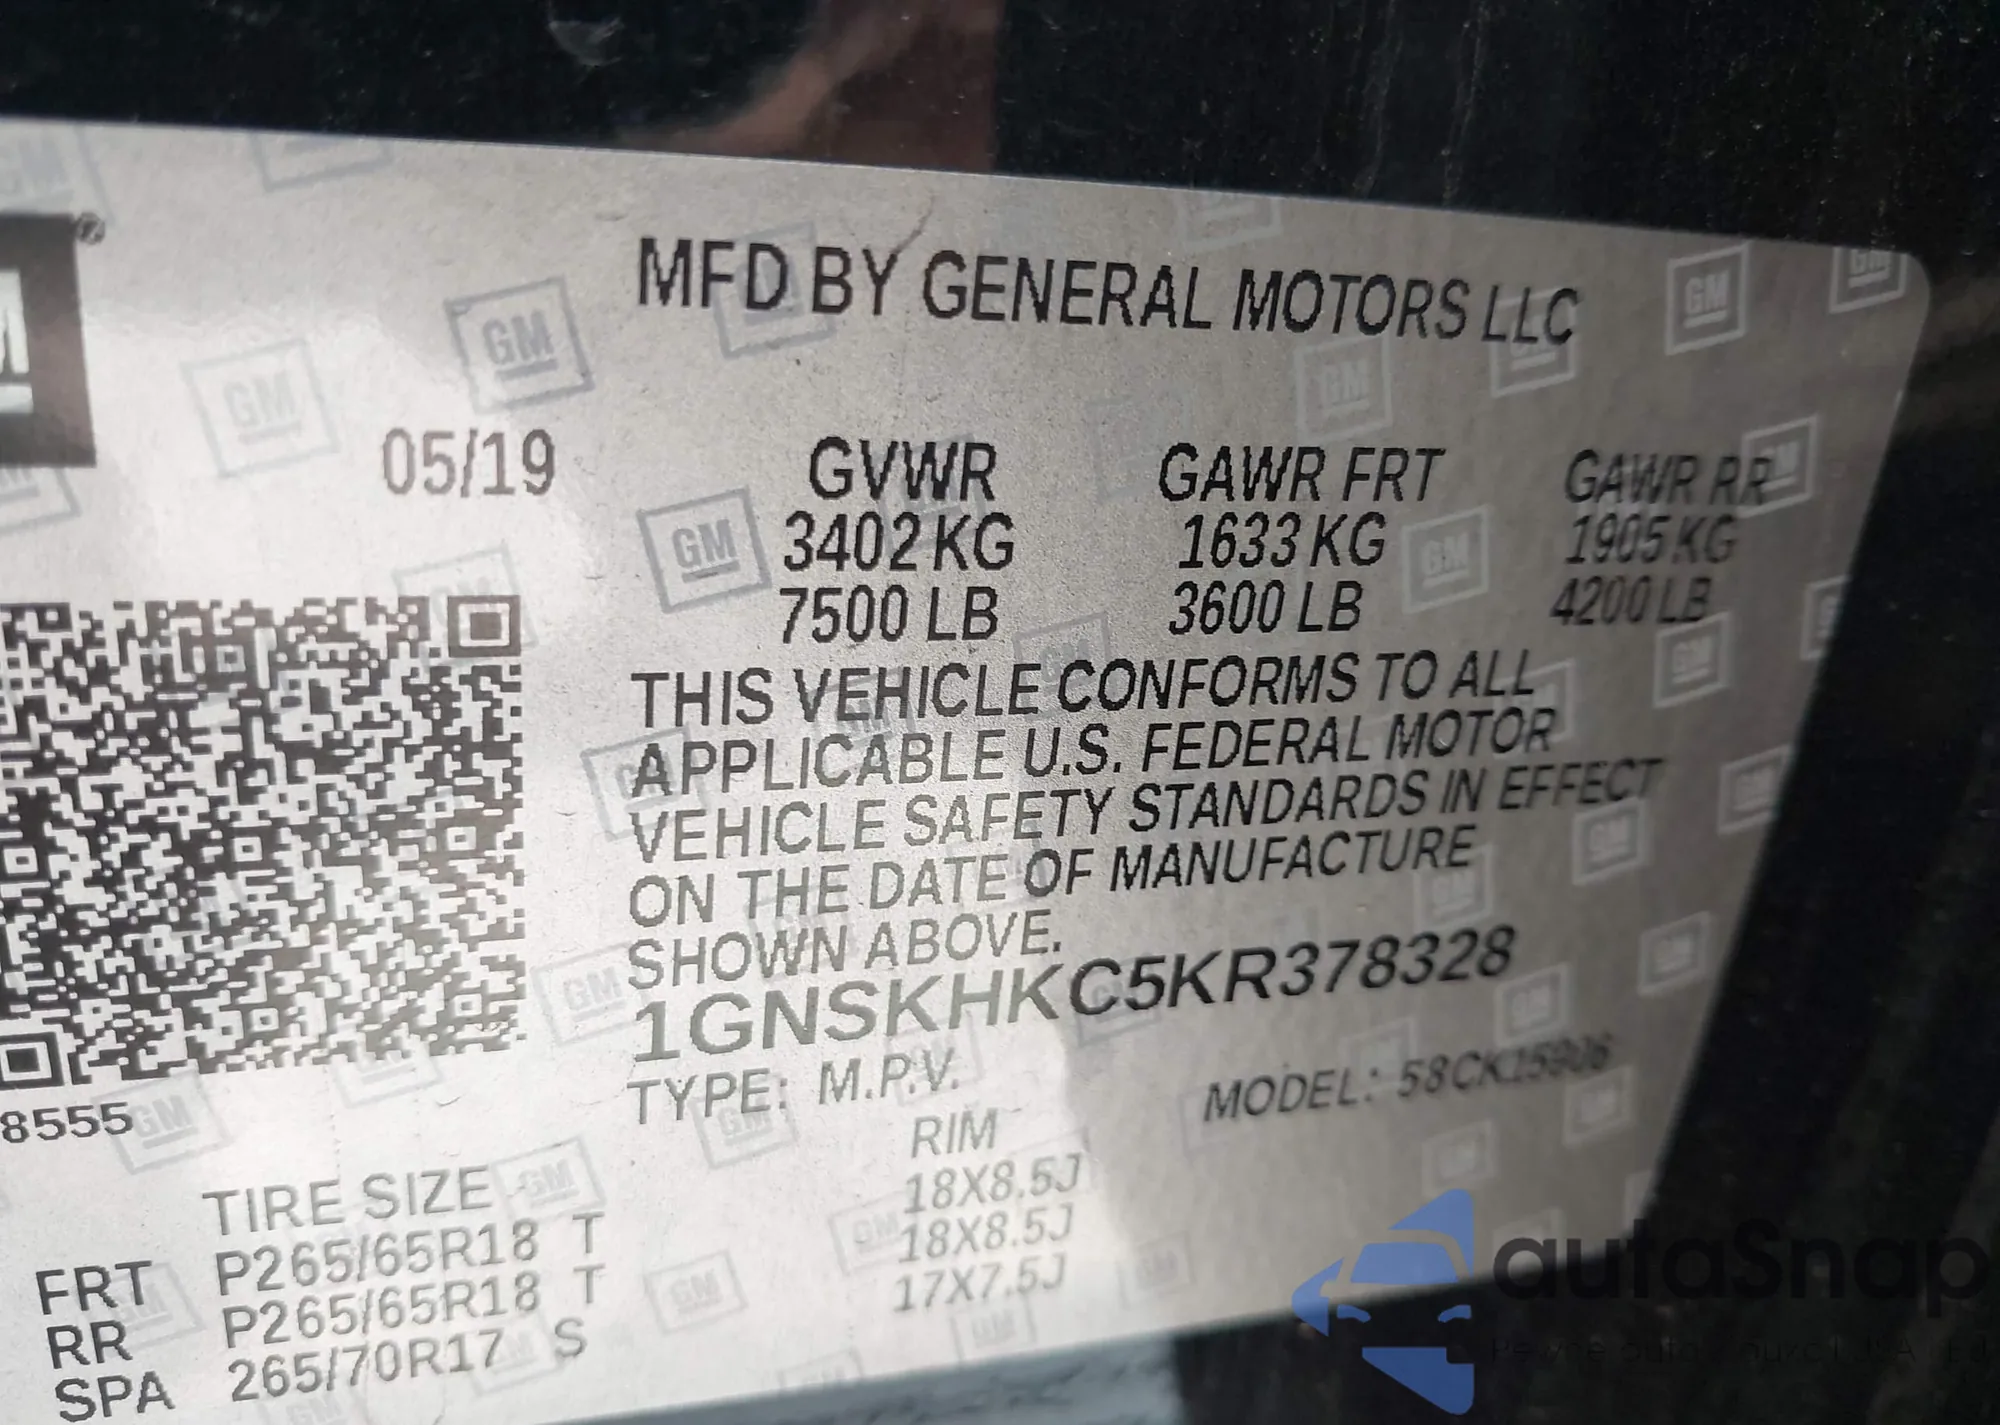 MFD BY GENERAL MOTORS LLC
05/19
GVWR GAWR FRT GAWR RR
3402 KG 1633 KG 1905 KG
7500 LB 3600 LB 4200 LB
THIS VEHICLE CONFORMS TO ALL
APPLICABLE U.S. FEDERAL MOTOR
VEHICLE SAFETY STANDARDS IN EFFECT
ON THE DATE OF MANUFACTURE
SHOWN ABOVE.
1GNSKHKC5KR378328
TYPE: M.P.V. MODEL: 58CK15906
8555
TIRE SIZE RIM
FRT P265/65R18 T 18X8.5J
RR P265/65R18 T 18X8.5J
SPA 265/70R17 S 17X7.5J
autaSnap